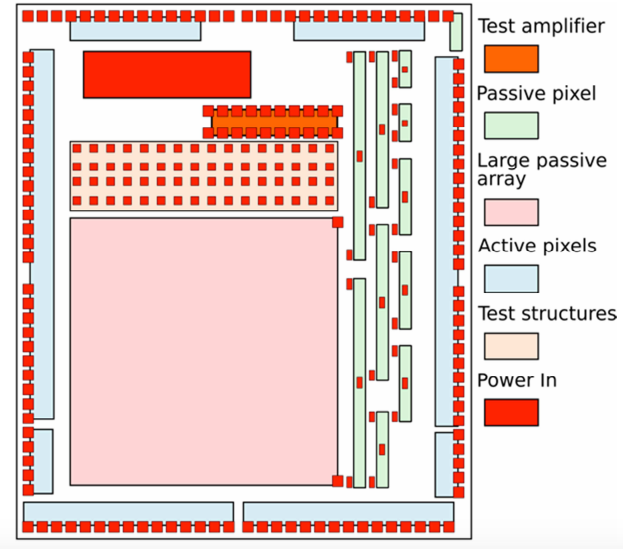 Test amplifier
Passive pixel
Large passive
array
Active pixels
Test structures
Power In